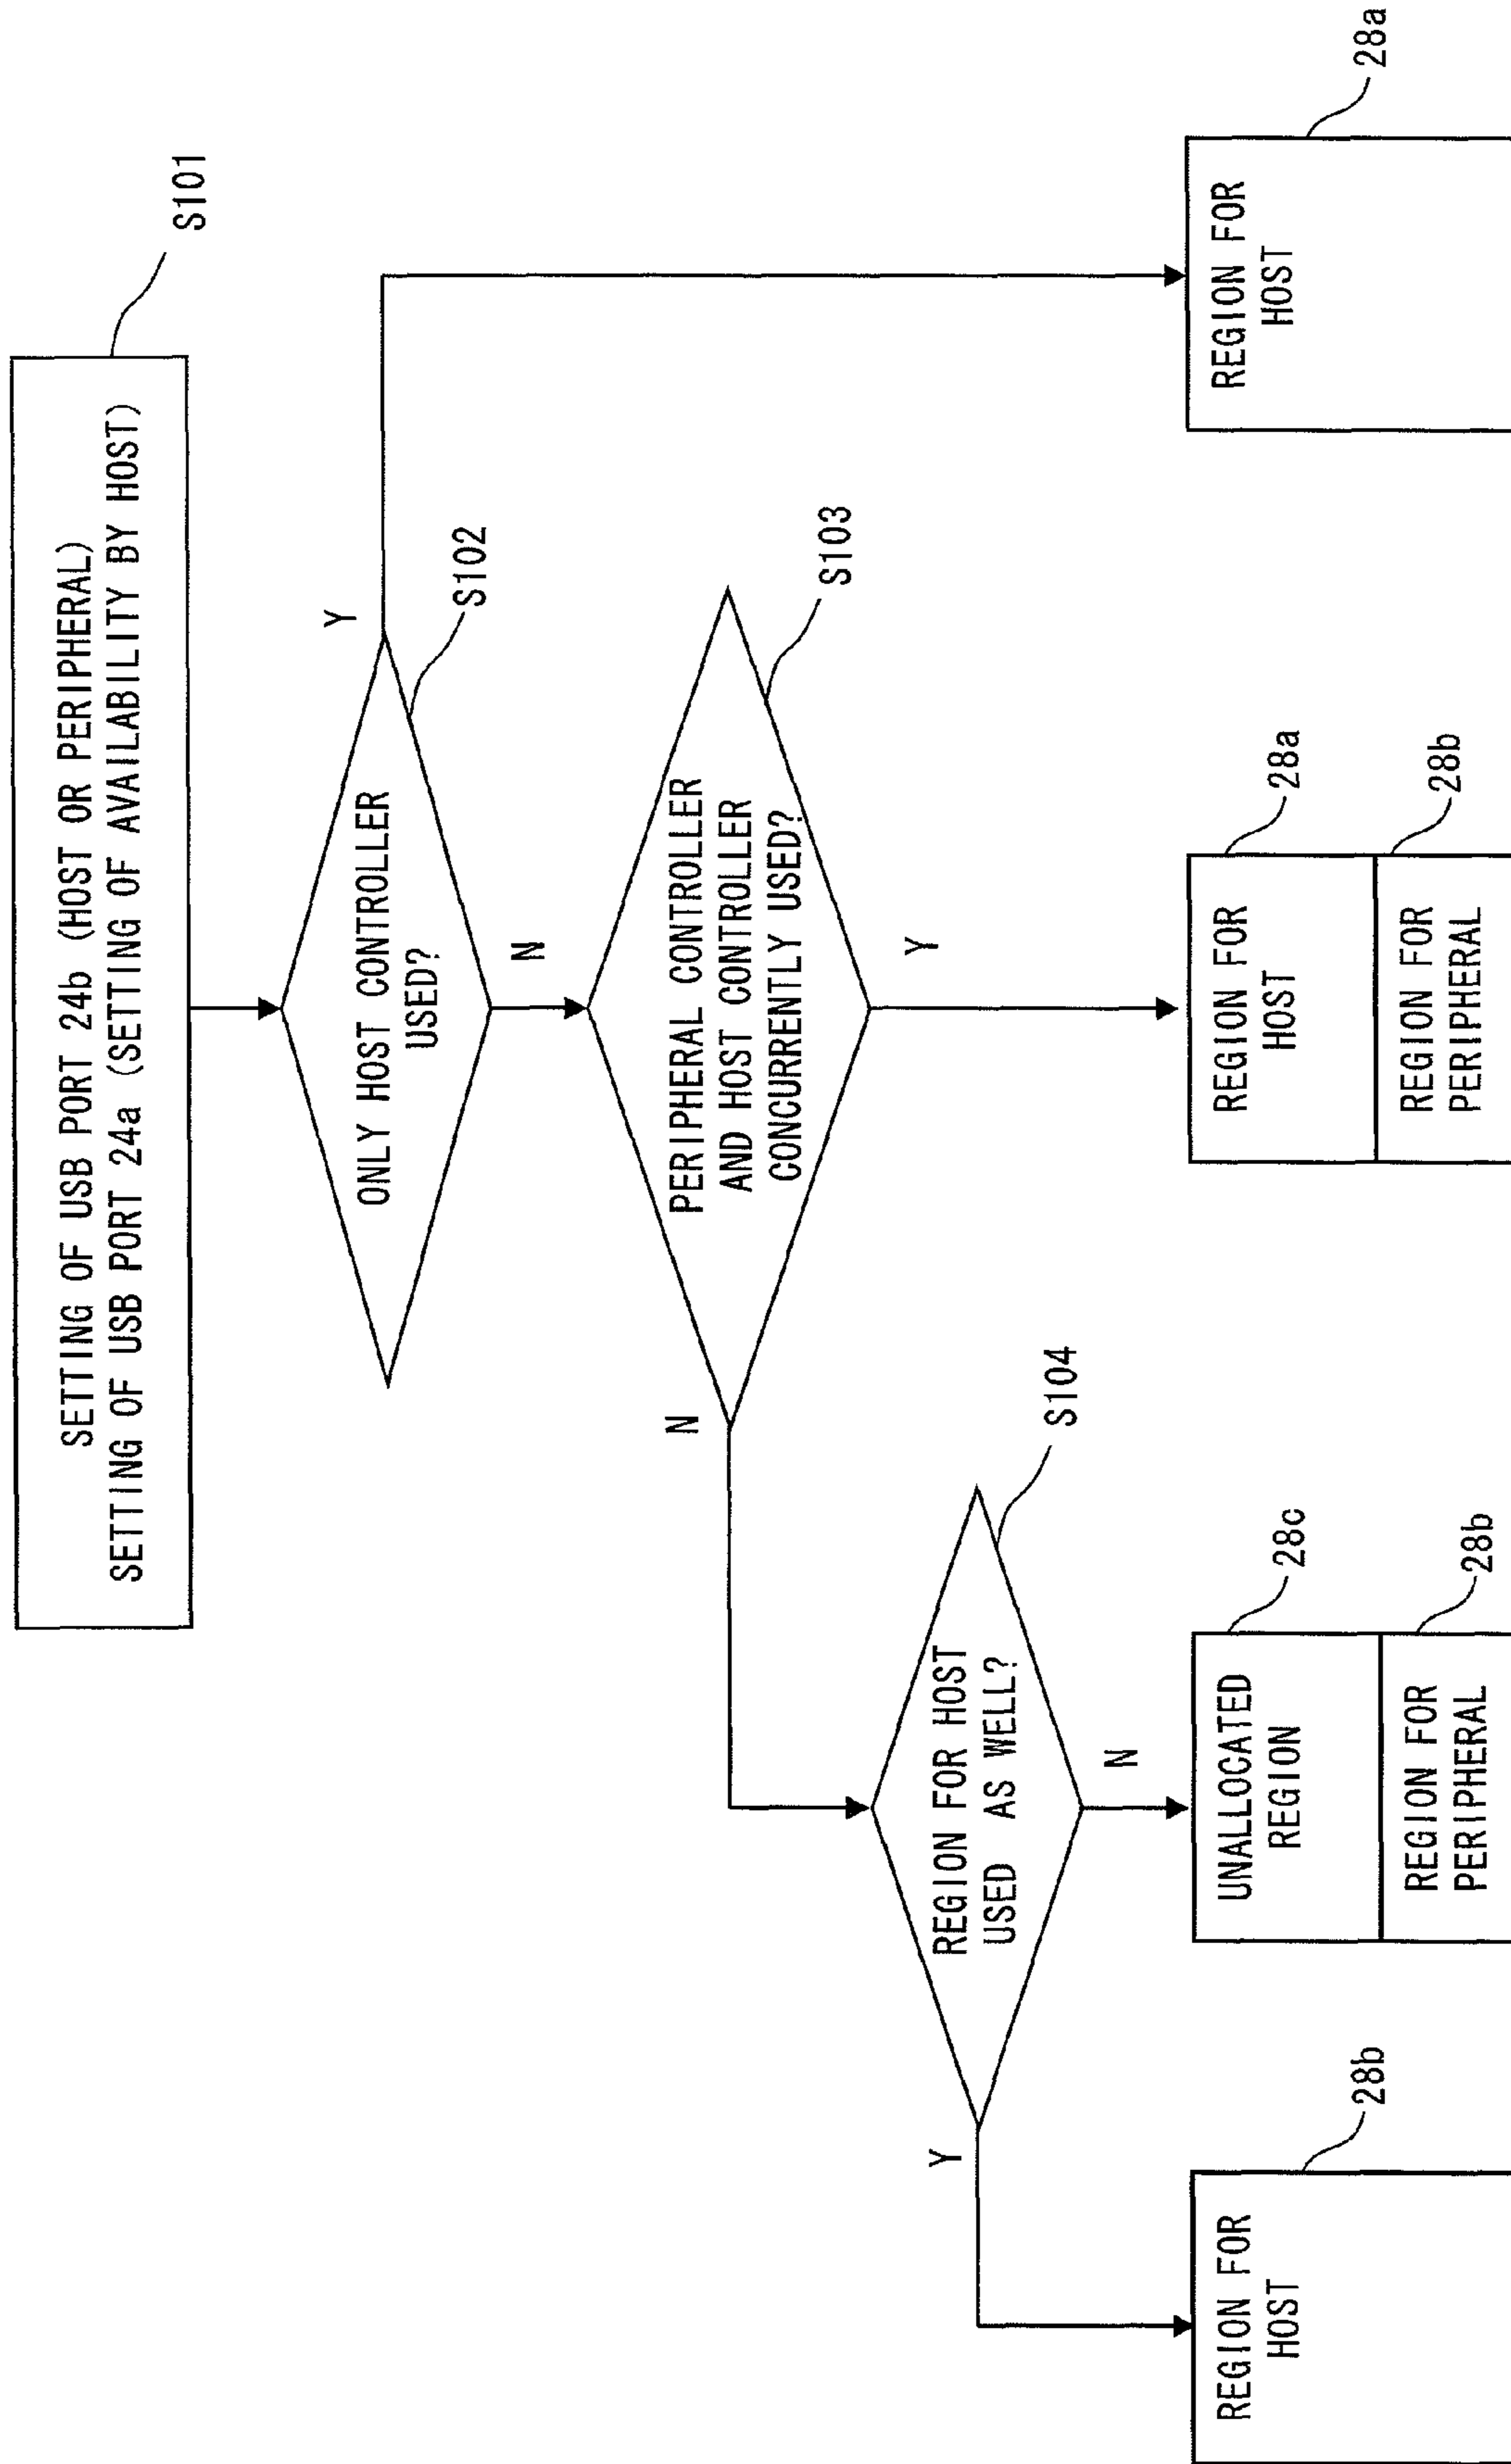 SETTING OF USB PORT 24b (HOST OR PERIPHERAL)
SETTING OF USB PORT 24a (SETTING OF AVAILABILITY BY HOST)
S101
ONLY HOST CONTROLLER
USED?
Y
S102
N
PERIPHERAL CONTROLLER
AND HOST CONTROLLER
CONCURRENTLY USED?
S103
N
Y
REGION FOR HOST
USED AS WELL?
S104
Y
N
REGION FOR
HOST
28b
UNALLOCATED
REGION
28c
REGION FOR
PERIPHERAL
28b
REGION FOR
HOST
28a
REGION FOR
PERIPHERAL
28b
REGION FOR
HOST
28a